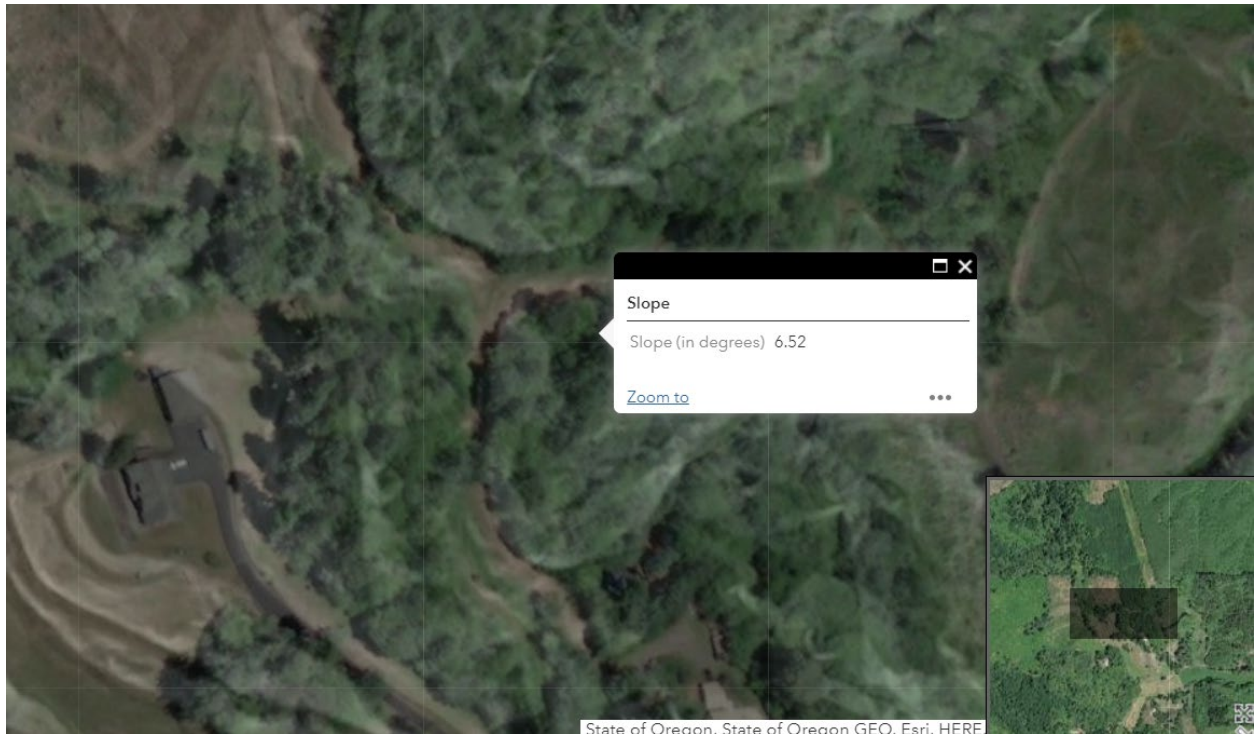 Slope
Slope (in degrees) 6.52
Zoom to
State of Oregon, State of Oregon GEO, Esri, HERE